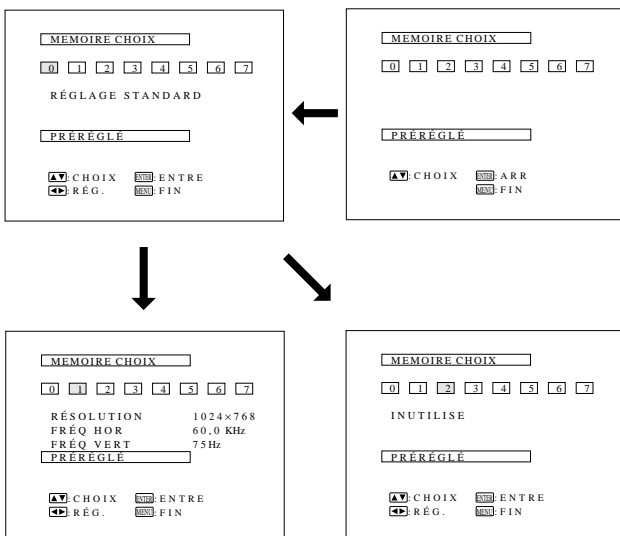 MEMOIRE CHOIX
0 1 2 3 4 5 6 7
RÉGLAGE STANDARD
PRÉRÉGLÉ
▲▼:CHOIX ENTER:ENTRE
◀▶:RÉG. MENU:FIN
MEMOIRE CHOIX
0 1 2 3 4 5 6 7
PRÉRÉGLÉ
▲▼:CHOIX ENTER:ARR
MENU:FIN
MEMOIRE CHOIX
0 1 2 3 4 5 6 7
RÉSOLUTION 1024×768
FRÉQ HOR 60,0 KHz
FRÉQ VERT 75Hz
PRÉRÉGLÉ
▲▼:CHOIX ENTER:ENTRE
◀▶:RÉG. MENU:FIN
MEMOIRE CHOIX
0 1 2 3 4 5 6 7
INUTILISE
PRÉRÉGLÉ
▲▼:CHOIX ENTER:ENTRE
◀▶:RÉG. MENU:FIN